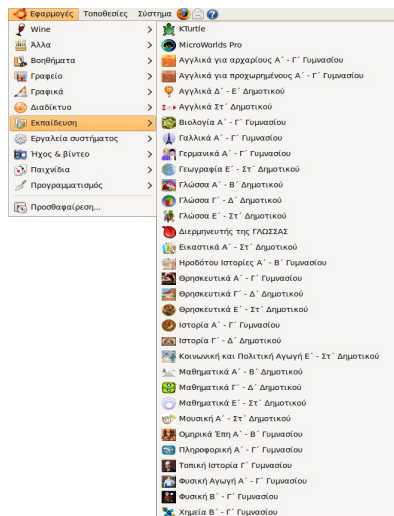 Εφαρμογές Τοποθεσίες Σύστημα
Wine
Άλλα
Βοηθήματα
Γραφείο
Γραφικά
Διαδίκτυο
Εκπαίδευση
Εργαλεία συστήματος
Ήχος & βίντεο
Παιχνίδια
Προγραμματισμός
Προσθαφαίρεση...
KTurtle
MicroWorlds Pro
Αγγλικά για αρχαρίους Α΄ - Γ΄ Γυμνασίου
Αγγλικά για προχωρημένους Α΄ - Γ΄ Γυμνασίου
Αγγλικά Δ΄ - Ε΄ Δημοτικού
Αγγλικά Στ΄ Δημοτικού
Βιολογία Α΄ - Γ΄ Γυμνασίου
Γαλλικά Α΄ - Γ΄ Γυμνασίου
Γερμανικά Α΄ - Γ΄ Γυμνασίου
Γεωγραφία Ε΄ - Στ΄ Δημοτικού
Γλώσσα Α΄ - Β΄ Δημοτικού
Γλώσσα Γ΄ - Δ΄ Δημοτικού
Γλώσσα Ε΄ - Στ΄ Δημοτικού
Διερμηνευτής της ΓΛΩΣΣΑΣ
Εικαστικά Α΄ - Στ΄ Δημοτικού
Ηροδότου Ιστορίες Α΄ - Β΄ Γυμνασίου
Θρησκευτικά Α΄ - Γ΄ Γυμνασίου
Θρησκευτικά Γ΄ - Δ΄ Δημοτικού
Θρησκευτικά Ε΄ - Στ΄ Δημοτικού
Ιστορία Α΄ - Γ΄ Γυμνασίου
Ιστορία Γ΄ - Δ΄ Δημοτικού
Κοινωνική και Πολιτική Αγωγή Ε΄ - Στ΄ Δημοτικού
Μαθηματικά Α΄ - Β΄ Δημοτικού
Μαθηματικά Γ΄ - Δ΄ Δημοτικού
Μαθηματικά Ε΄ - Στ΄ Δημοτικού
Μουσική Α΄ - Στ΄ Δημοτικού
Ομηρικά Έπη Α΄ - Β΄ Γυμνασίου
Πληροφορική Α΄ - Γ΄ Γυμνασίου
Τοπική Ιστορία Γ΄ Γυμνασίου
Φυσική Αγωγή Α΄ - Γ΄ Γυμνασίου
Φυσική Β΄ - Γ΄ Γυμνασίου
Χημεία Β΄ - Γ΄ Γυμνασίου